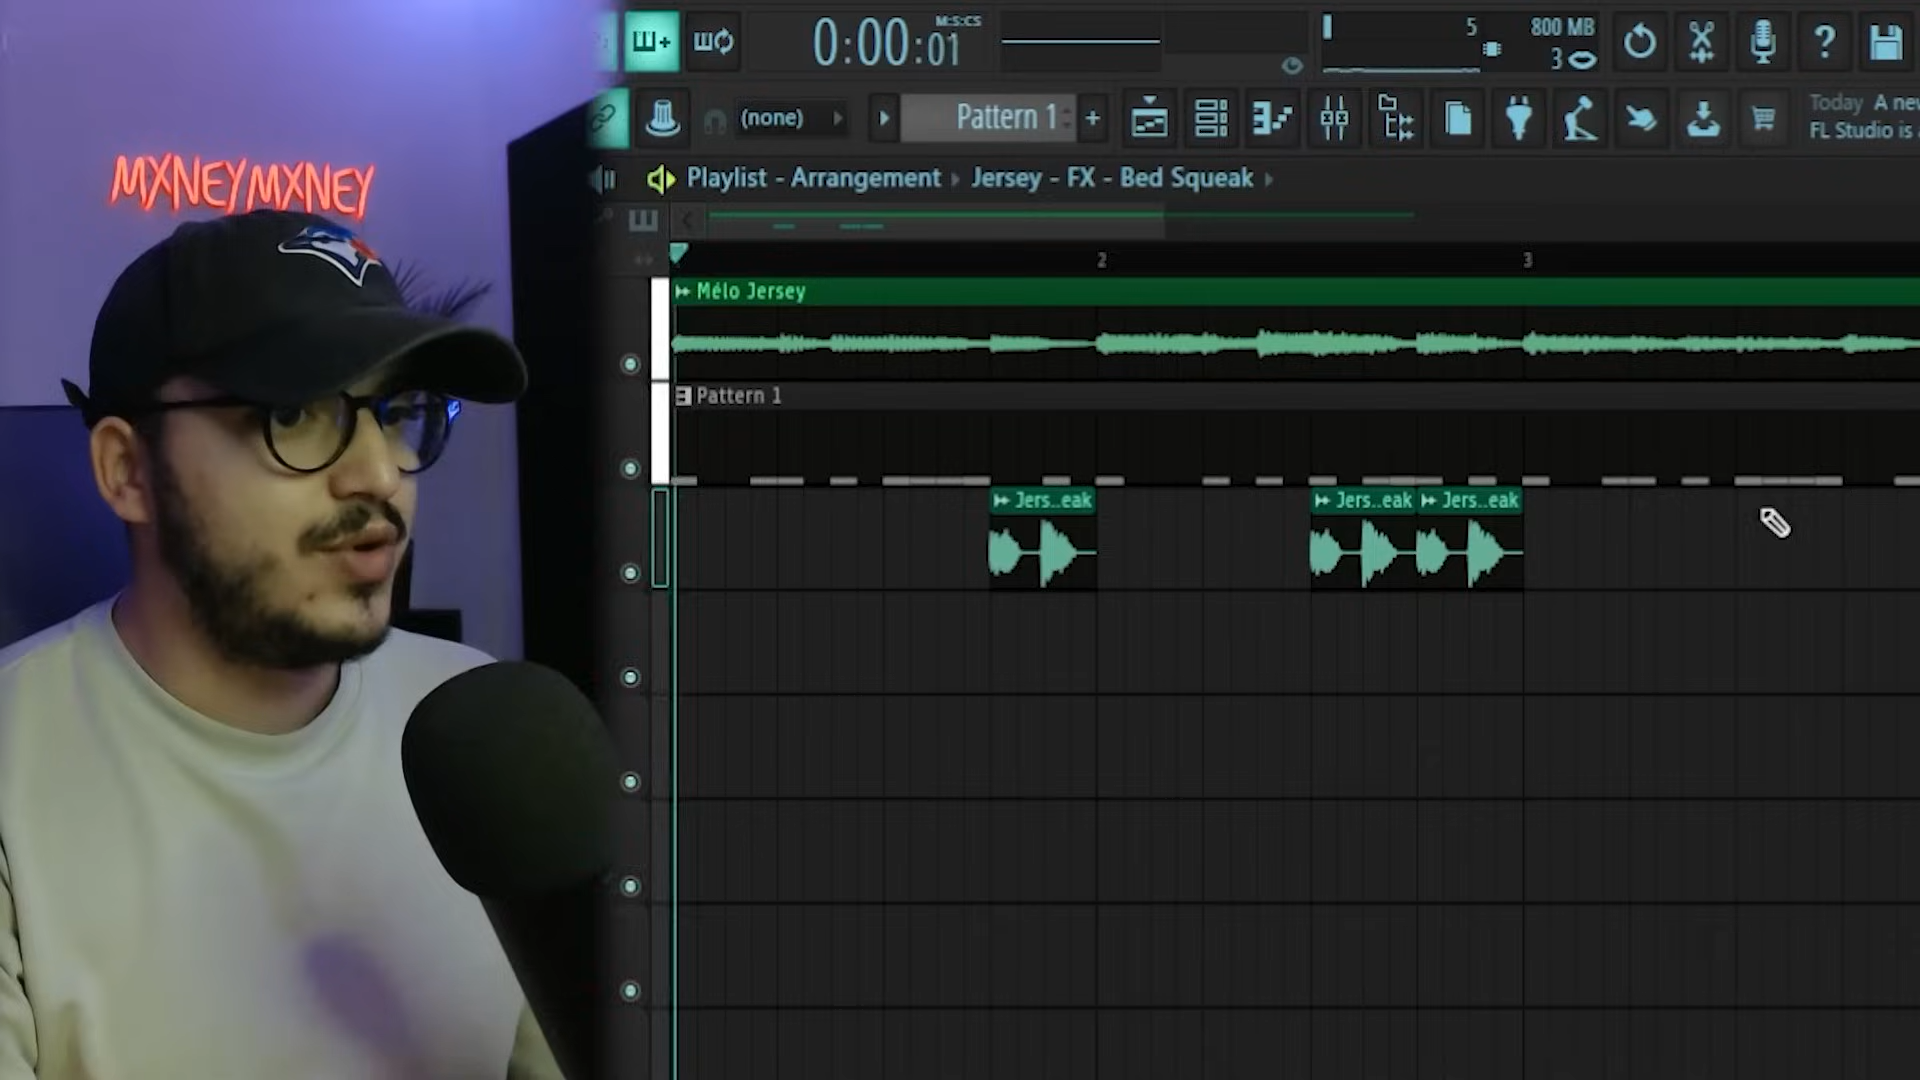 MXNEYMXNEY
0:00:01
M:S:CS
5
800 MB
3
(none)
Pattern 1
+
?
Today A new
FL Studio is
Playlist - Arrangement › Jersey - FX - Bed Squeak ›
2
3
Mélo Jersey
Pattern 1
Jers..eak
Jers..eak
Jers..eak